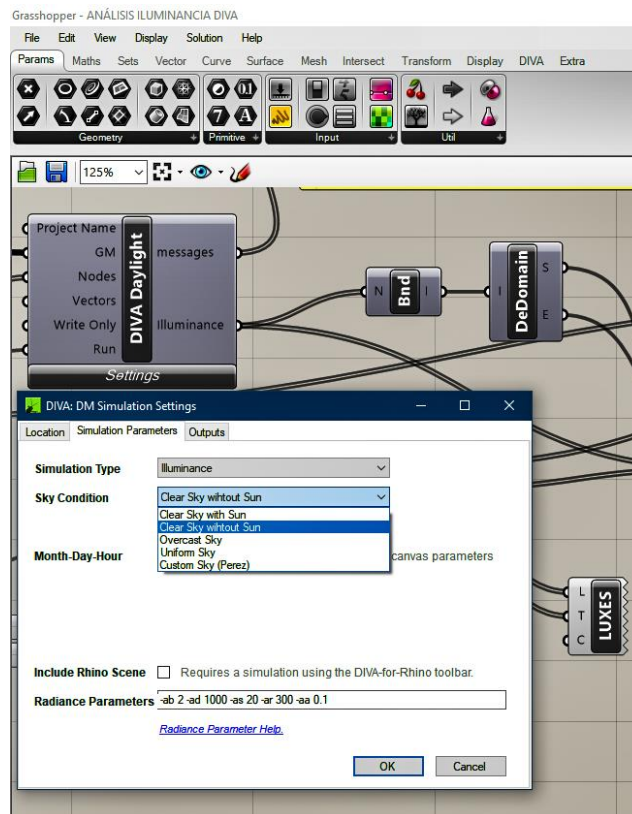 Grasshopper - ANÁLISIS ILUMINANCIA DIVA
File Edit View Display Solution Help
Params Maths Sets Vector Curve Surface Mesh Intersect Transform Display DIVA Extra
Geometry Primitive Input Util
125%
Project Name
GM
Nodes
Vectors
Write Only
Run
DIVA Daylight
messages
Illuminance
Settings
N Bnd I
I DeDomain S
E
DIVA: DM Simulation Settings
Location Simulation Parameters Outputs
Simulation Type Illuminance
Sky Condition Clear Sky wihtout Sun
Clear Sky with Sun
Clear Sky wihtout Sun
Overcast Sky
Uniform Sky
Custom Sky (Perez)
Month-Day-Hour canvas parameters
L
T
C
LUXES
Include Rhino Scene Requires a simulation using the DIVA-for-Rhino toolbar.
Radiance Parameters -ab 2 -ad 1000 -as 20 -ar 300 -aa 0.1
Radiance Parameter Help.
OK Cancel